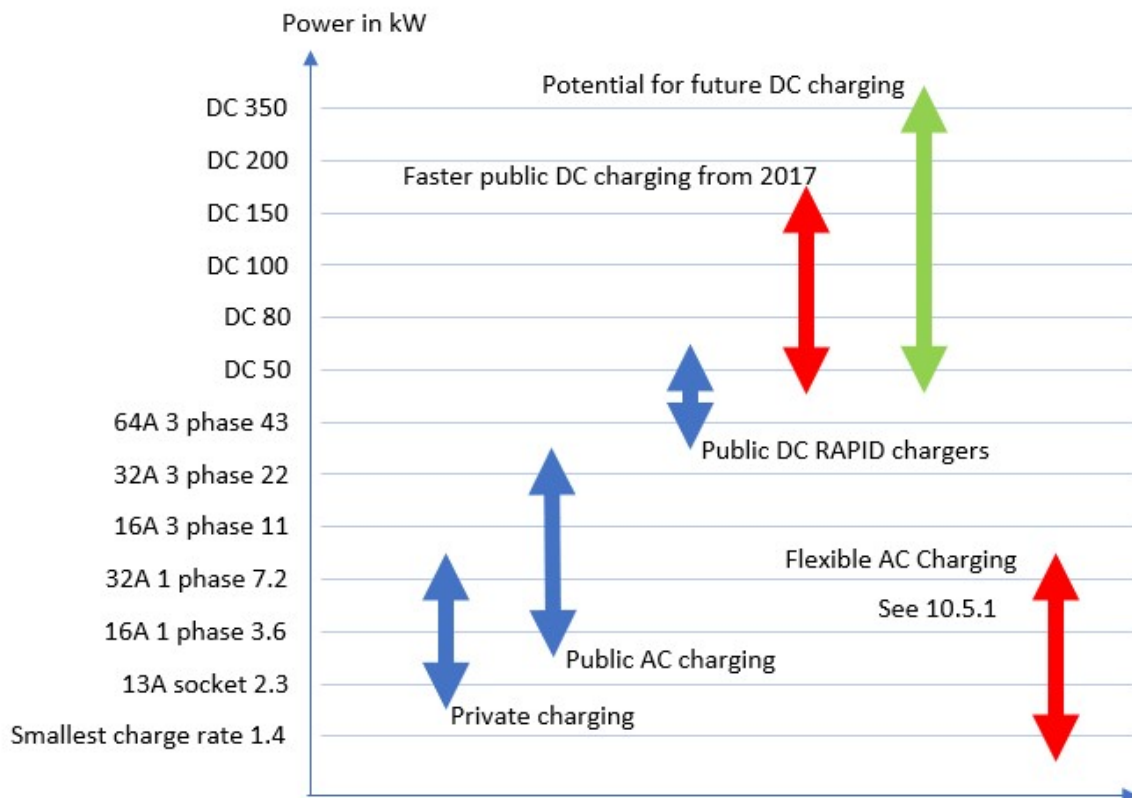 Power in kW
Potential for future DC charging
DC 350
DC 200
Faster public DC charging from 2017
DC 150
DC 100
DC 80
DC 50
64A 3 phase 43
Public DC RAPID chargers
32A 3 phase 22
16A 3 phase 11
Flexible AC Charging
32A 1 phase 7.2
See 10.5.1
16A 1 phase 3.6
Public AC charging
13A socket 2.3
Private charging
Smallest charge rate 1.4